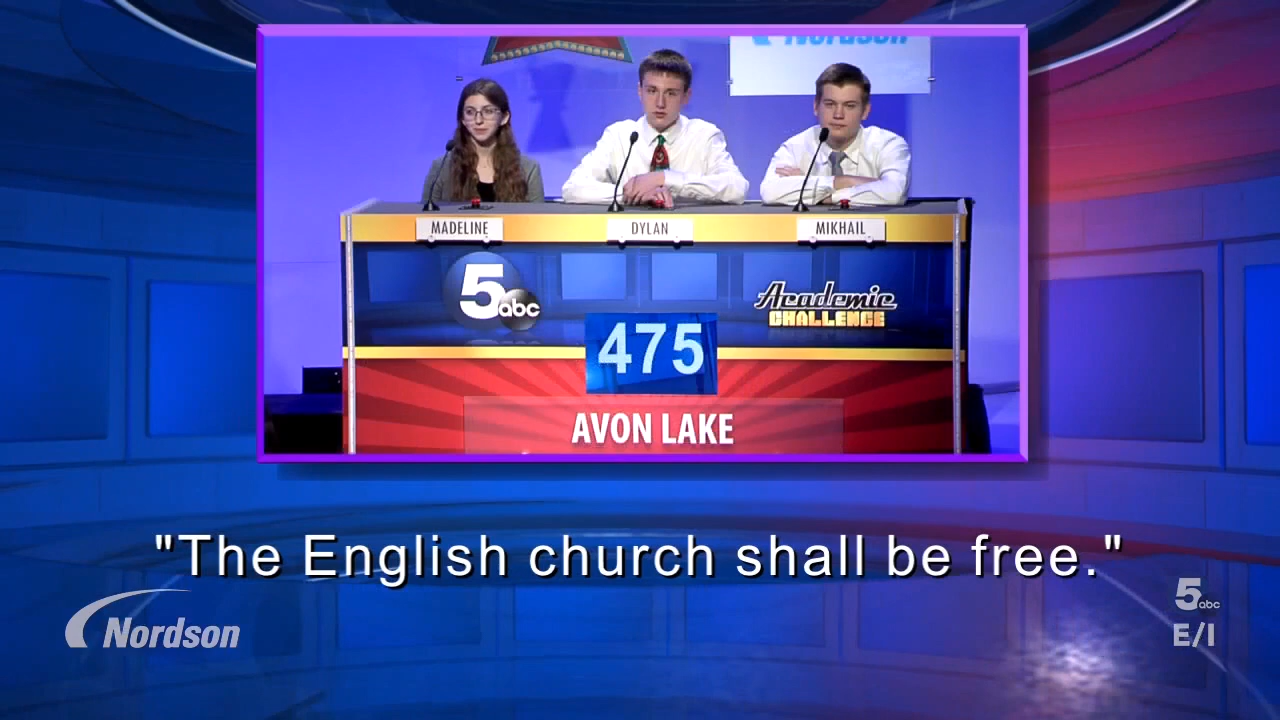 Nordson
MADELINE
DYLAN
MIKHAIL
5abc
Academic
CHALLENGE
475
AVON LAKE
"The English church shall be free."
Nordson
5abc
E/I